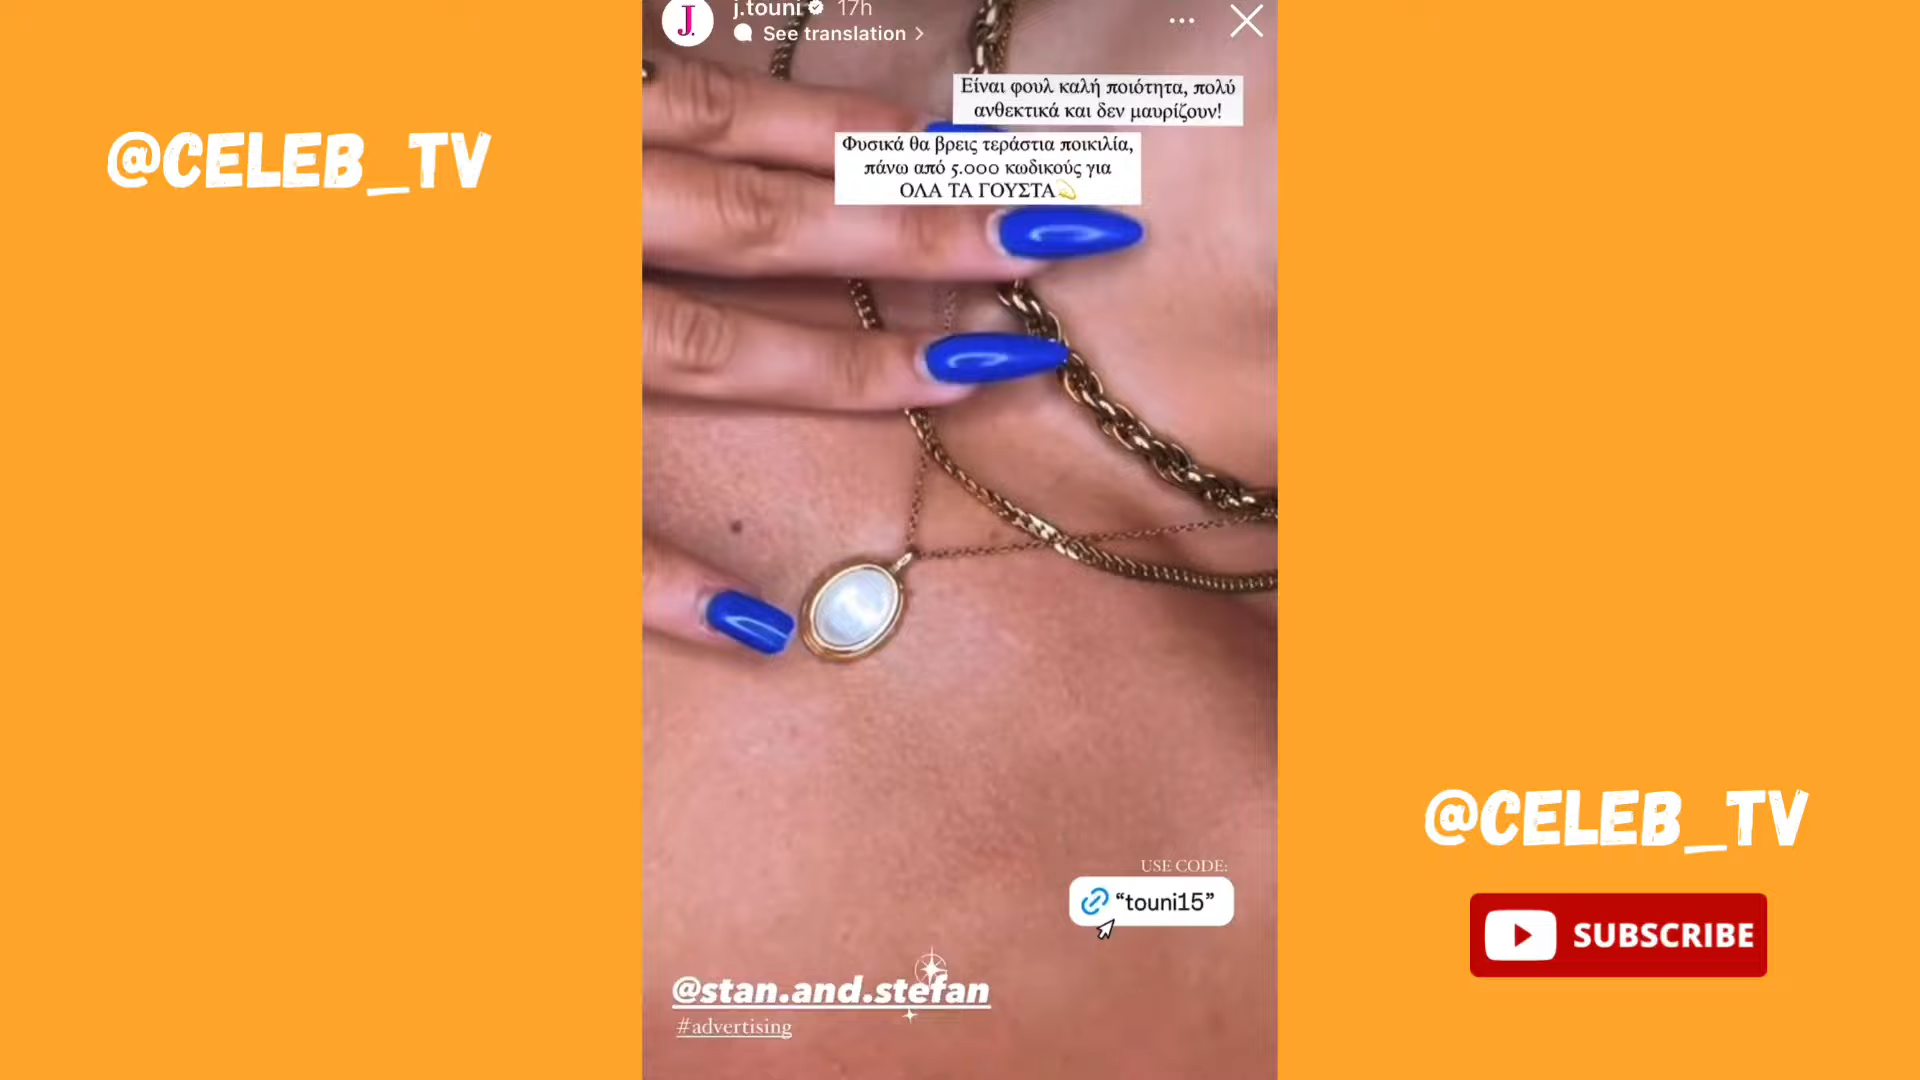 J.
j.touni 17h
See translation
Είναι φουλ καλή ποιότητα, πολύ
ανθεκτικά και δεν μαυρίζουν!
Φυσικά θα βρεις τεράστια ποικιλία,
πάνω από 5.000 κωδικούς για
ΟΛΑ ΤΑ ΓΟΥΣΤΑ
@CELEB_TV
USE CODE:
“touni15”
@stan.and.stefan
#advertising
@CELEB_TV
SUBSCRIBE